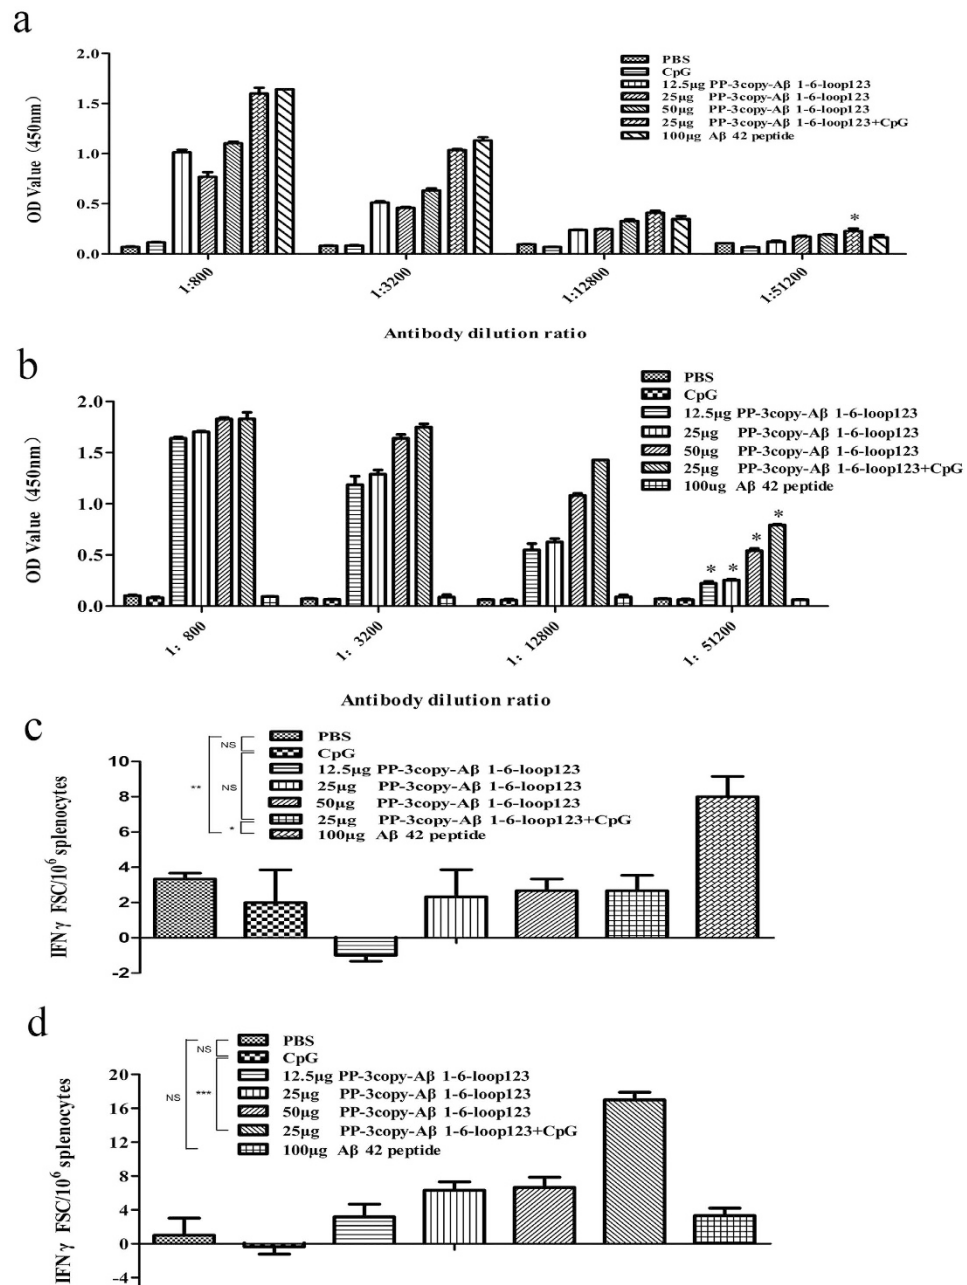 a
2.0
1.5
1.0
0.5
0.0
OD Value (450nm)
PBS
CpG
12.5μg PP-3copy-Aβ 1-6-loop123
25μg PP-3copy-Aβ 1-6-loop123
50μg PP-3copy-Aβ 1-6-loop123
25μg PP-3copy-Aβ 1-6-loop123+CpG
100μg Aβ 42 peptide
*
1:800
1:3200
1:12800
1:51200
Antibody dilution ratio
b
2.0
1.5
1.0
0.5
0.0
OD Value (450nm)
PBS
CpG
12.5μg PP-3copy-Aβ 1-6-loop123
25μg PP-3copy-Aβ 1-6-loop123
50μg PP-3copy-Aβ 1-6-loop123
25μg PP-3copy-Aβ 1-6-loop123+CpG
100ug Aβ 42 peptide
* * * *
1: 800
1: 3200
1: 12800
1: 51200
Antibody dilution ratio
c
10
8
6
4
2
0
-2
IFNγ FSC/10⁶ splenocytes
NS
**
NS
*
PBS
CpG
12.5μg PP-3copy-Aβ 1-6-loop123
25μg PP-3copy-Aβ 1-6-loop123
50μg PP-3copy-Aβ 1-6-loop123
25μg PP-3copy-Aβ 1-6-loop123+CpG
100μg Aβ 42 peptide
d
20
16
12
8
4
0
-4
IFNγ FSC/10⁶ splenocytes
NS
NS
***
PBS
CpG
12.5μg PP-3copy-Aβ 1-6-loop123
25μg PP-3copy-Aβ 1-6-loop123
50μg PP-3copy-Aβ 1-6-loop123
25μg PP-3copy-Aβ 1-6-loop123+CpG
100μg Aβ 42 peptide